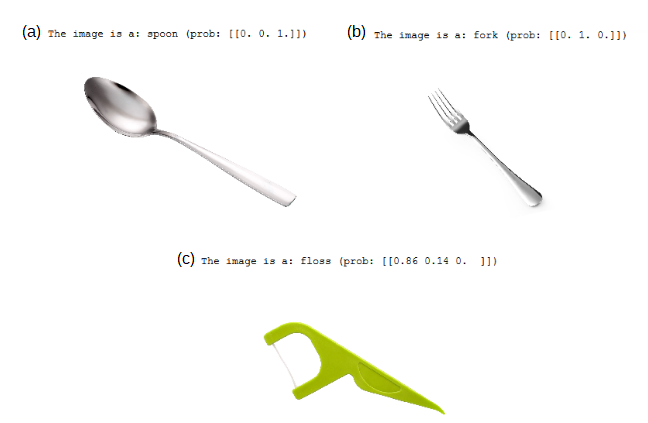 (a) The image is a: spoon (prob: [[0. 0. 1.]])
(b) The image is a: fork (prob: [[0. 1. 0.]])
(c) The image is a: floss (prob: [[0.86 0.14 0.  ]])